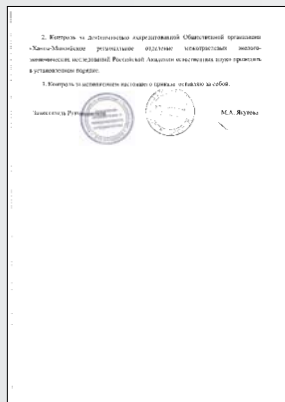 2. Контроль за деятельностью аккредитованной Общественной организации
«Ханты-Мансийское региональное отделение межотраслевых эколого-
экономических исследований Российской Академии естественных наук» проводить
в установленном порядке.
3. Контроль за исполнением настоящего приказа оставляю за собой.
Заместитель
М.А. Якупова